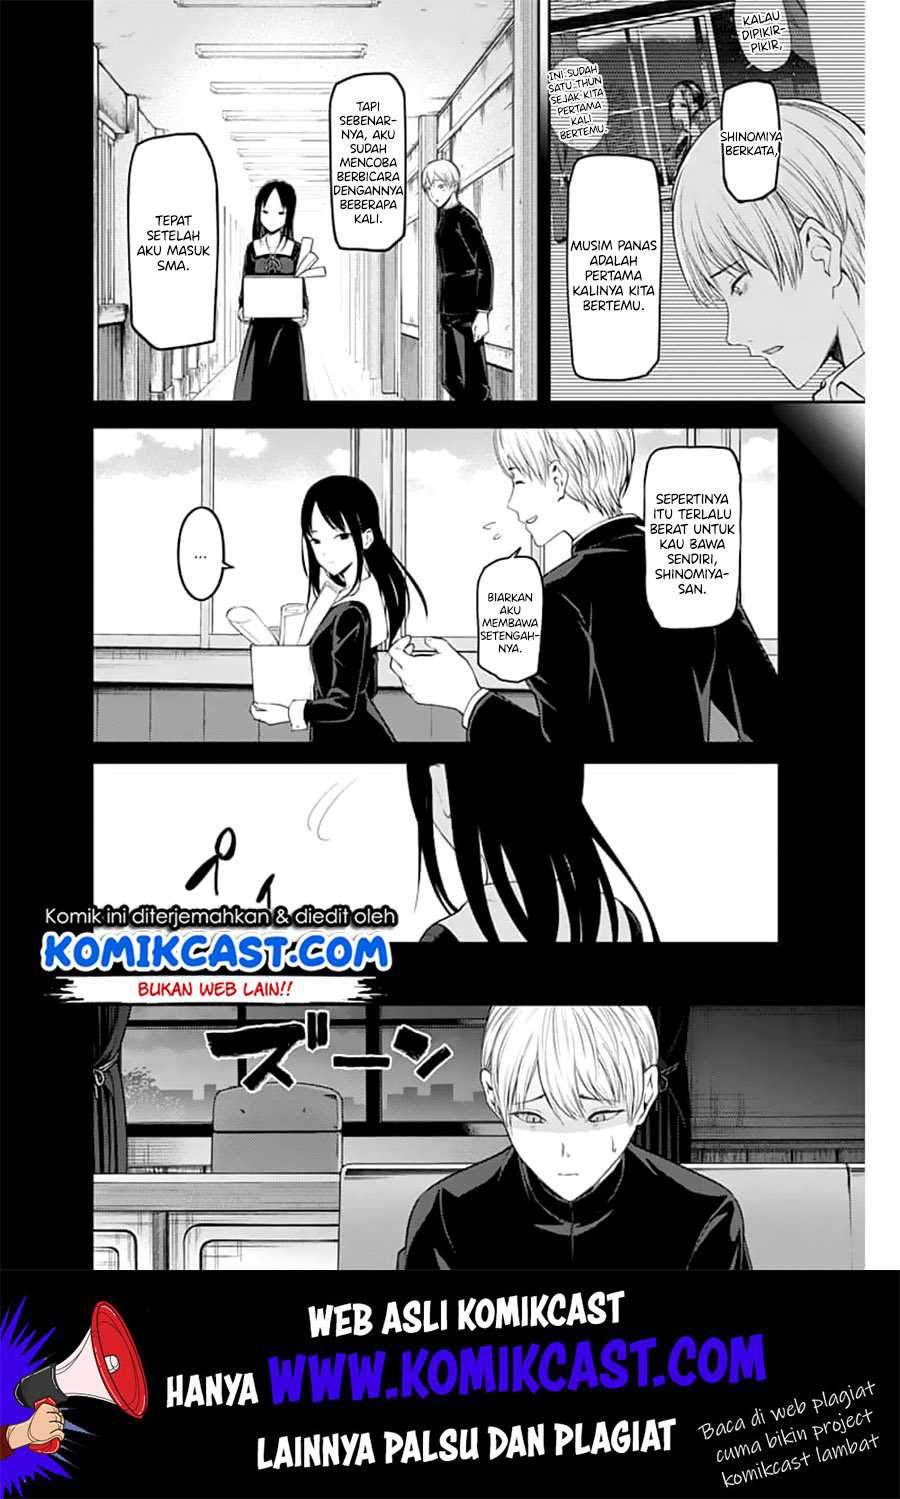 KALAU
DIPIKIR-
PIKIR,
INI SUDAH
SATU THUN
SEJAK KITA
PERTAMA
KALI
BERTEMU.
SHINOMIYA
BERKATA,
MUSIM PANAS
ADALAH
PERTAMA
KALINYA KITA
BERTEMU.
TAPI
SEBENAR-
NYA, AKU
SUDAH
MENCOBA
BERBICARA
DENGANNYA
BEBERAPA
KALI.
TEPAT
SETELAH
AKU MASUK
SMA.
SEPERTINYA
ITU TERLALU
BERAT UNTUK
KAU BAWA
SENDIRI,
SHINOMIYA-
SAN.
BIARKAN
AKU
MEMBAWA
SETENGAH-
NYA.
...
プイ
Komik ini diterjemahkan & diedit oleh
KOMIKCAST.COM
BUKAN WEB LAIN!!
ズーン
WEB ASLI KOMIKCAST
HANYA WWW.KOMIKCAST.COM
LAINNYA PALSU DAN PLAGIAT
Baca di web plagiat
cuma bikin project
komikcast lambat